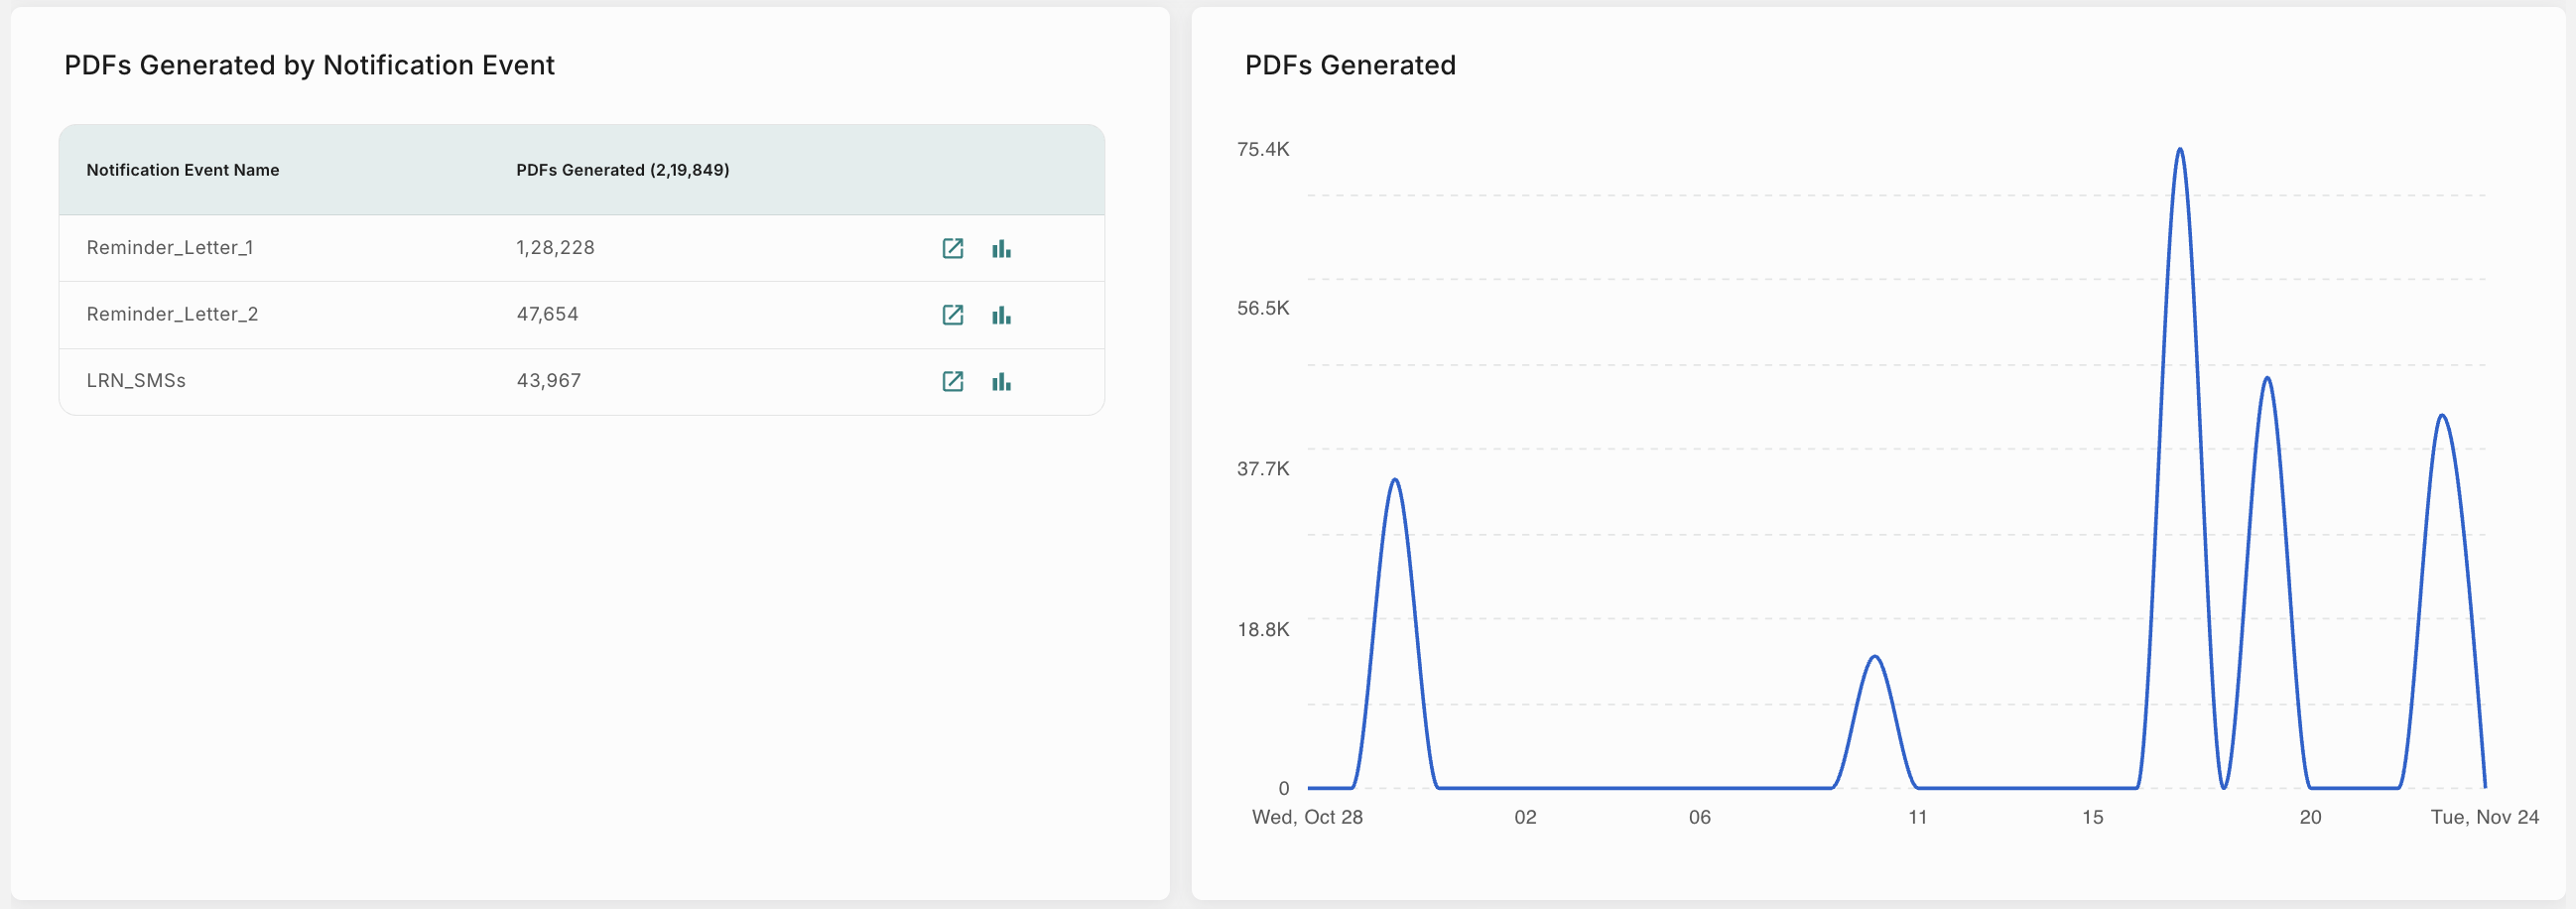 PDFs Generated by Notification Event
Notification Event Name PDFs Generated (2,19,849)
Reminder_Letter_1 1,28,228
Reminder_Letter_2 47,654
LRN_SMSs 43,967
PDFs Generated
75.4K
56.5K
37.7K
18.8K
0
Wed, Oct 28 02 06 11 15 20 Tue, Nov 24